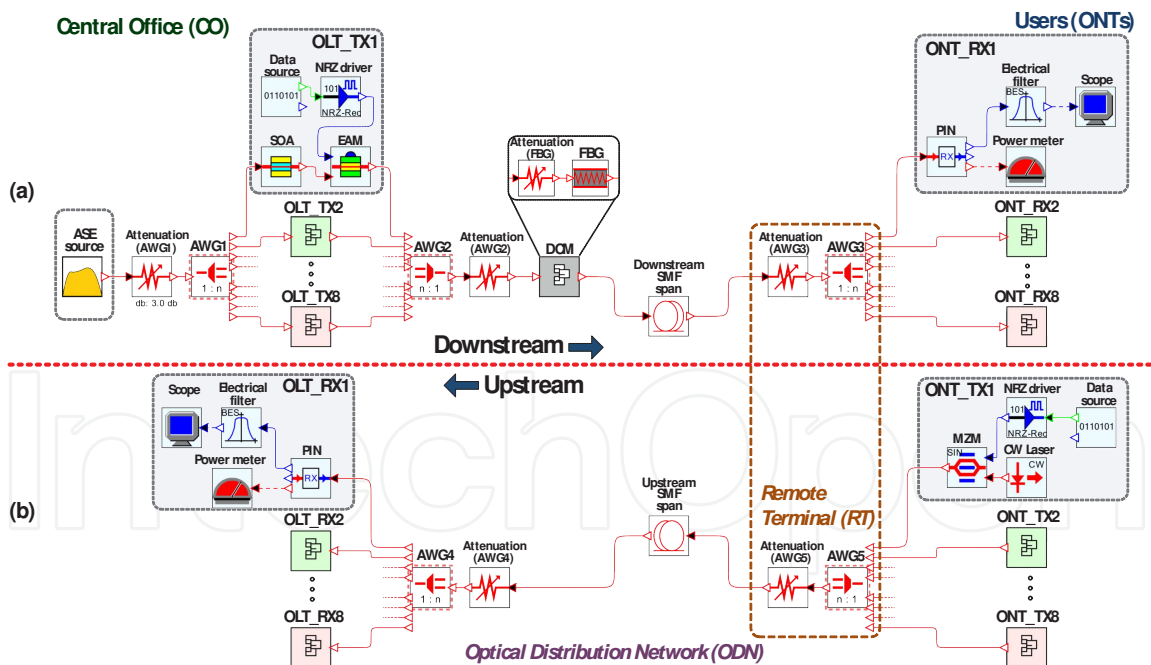 Central Office (CO)
Users (ONTs)
OLT_TX1
Data
source
NRZ driver
0110101
101
NRZ-Rec
SOA
EAM
ONT_RX1
Electrical
filter
BES
Scope
PIN
RX
Power meter
Attenuation
(FBG)
FBG
(a)
ASE
source
Attenuation
(AWG1)
db: 3.0 db
AWG1
1 : n
OLT_TX2
OLT_TX8
AWG2
n : 1
Attenuation
(AWG2)
DCM
Downstream
SMF
span
Attenuation
(AWG3)
AWG3
1 : n
ONT_RX2
ONT_RX8
Downstream
Upstream
OLT_RX1
Scope
Electrical
filter
BES
PIN
RX
Power meter
ONT_TX1
NRZ driver
101
NRZ-Rec
Data
source
0110101
MZM
SIN
CW Laser
CW
(b)
OLT_RX2
OLT_RX8
AWG4
1 : n
Attenuation
(AWG4)
Upstream
SMF
span
Remote
Terminal (RT)
Attenuation
(AWG5)
AWG5
n : 1
ONT_TX2
ONT_TX8
Optical Distribution Network (ODN)
IntechOpen